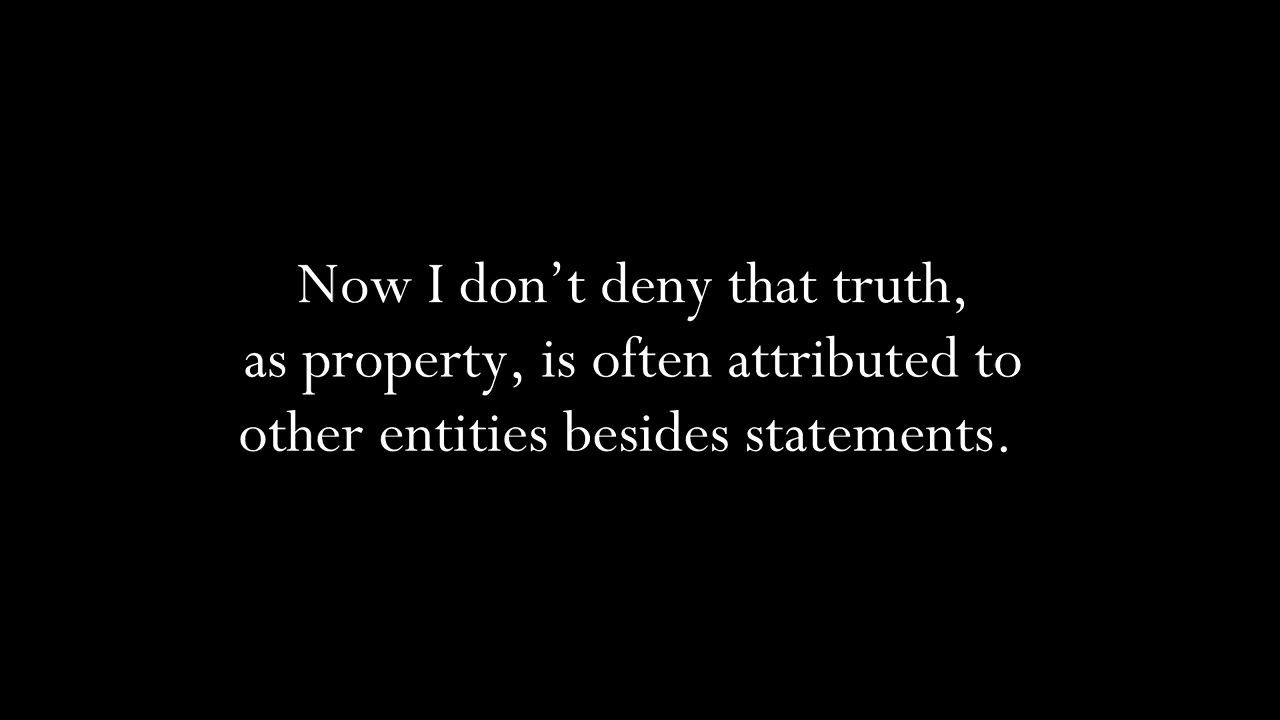 Now I don’t deny that truth,
as property, is often attributed to
other entities besides statements.